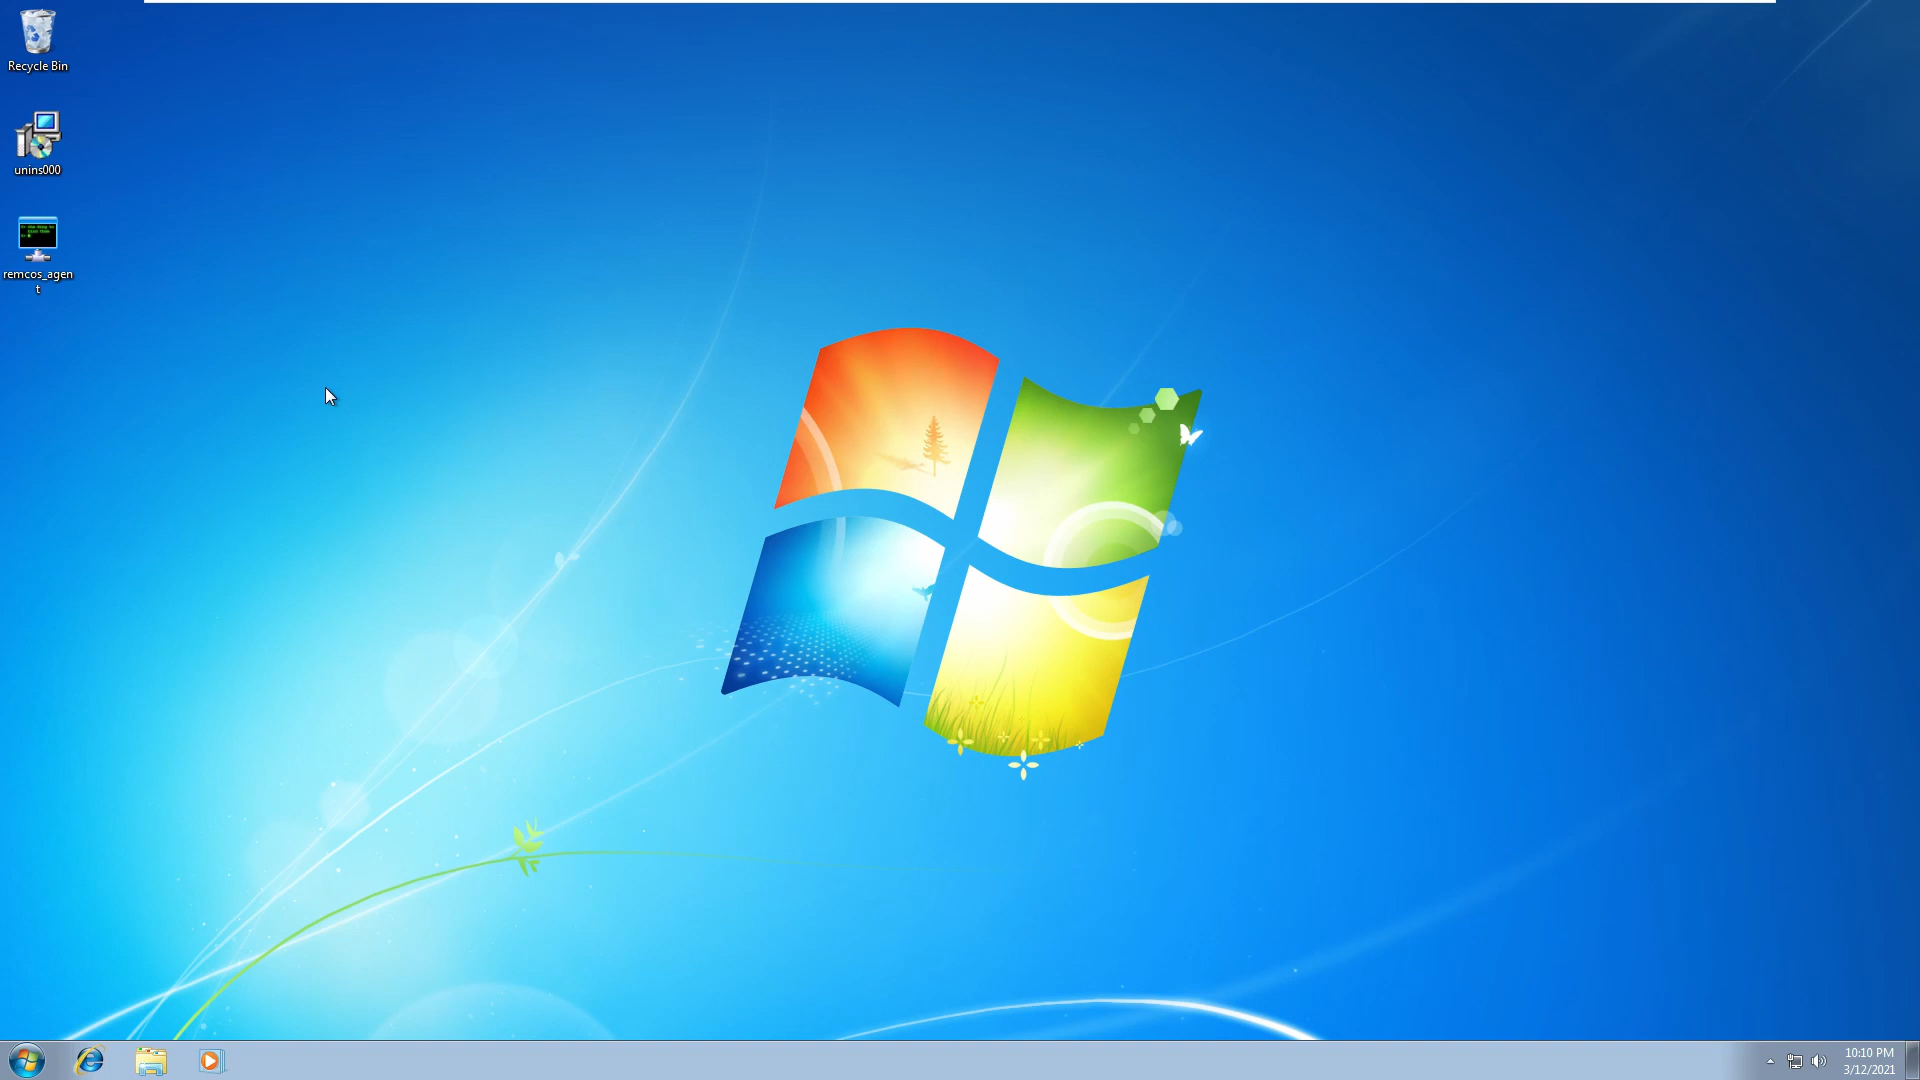 Recycle Bin
unins000
remcos_agen
t
10:10 PM
3/12/2021